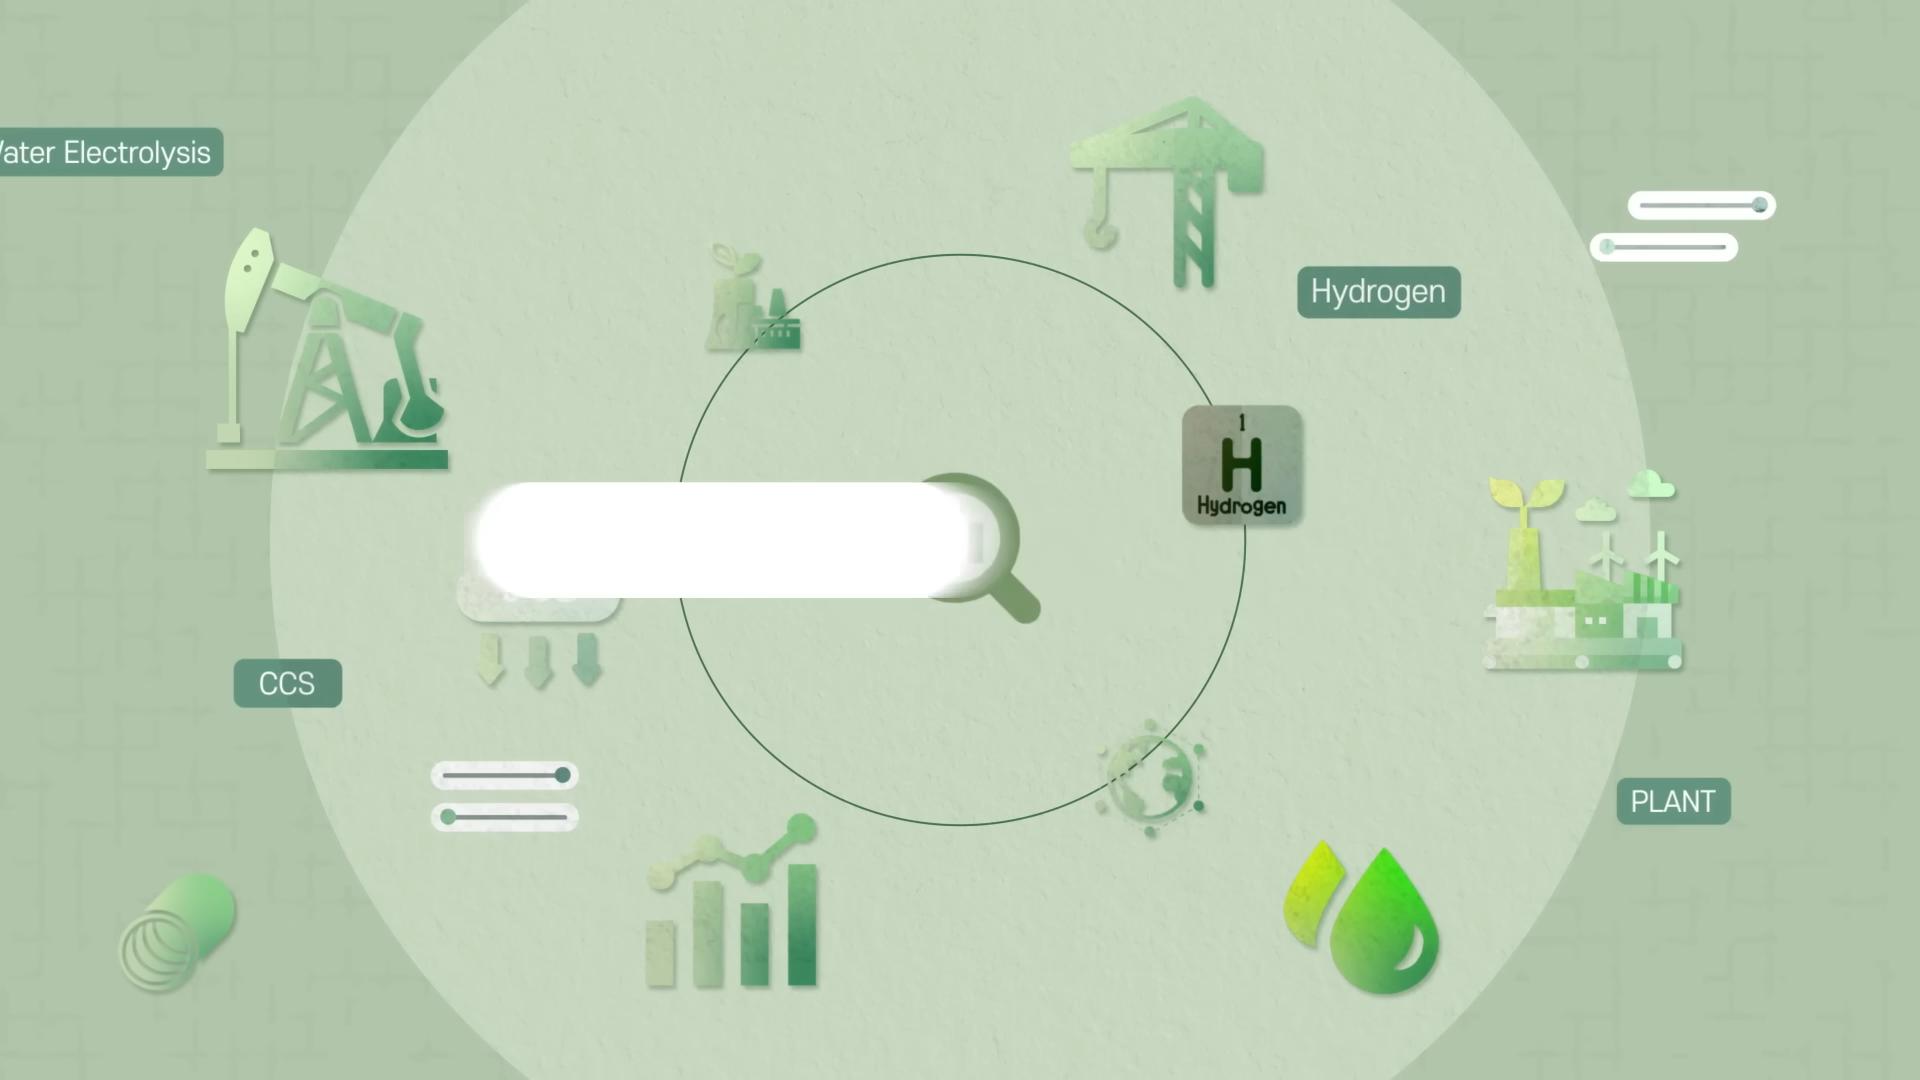 ater Electrolysis
Hydrogen
1
H
Hydrogen
CCS
PLANT